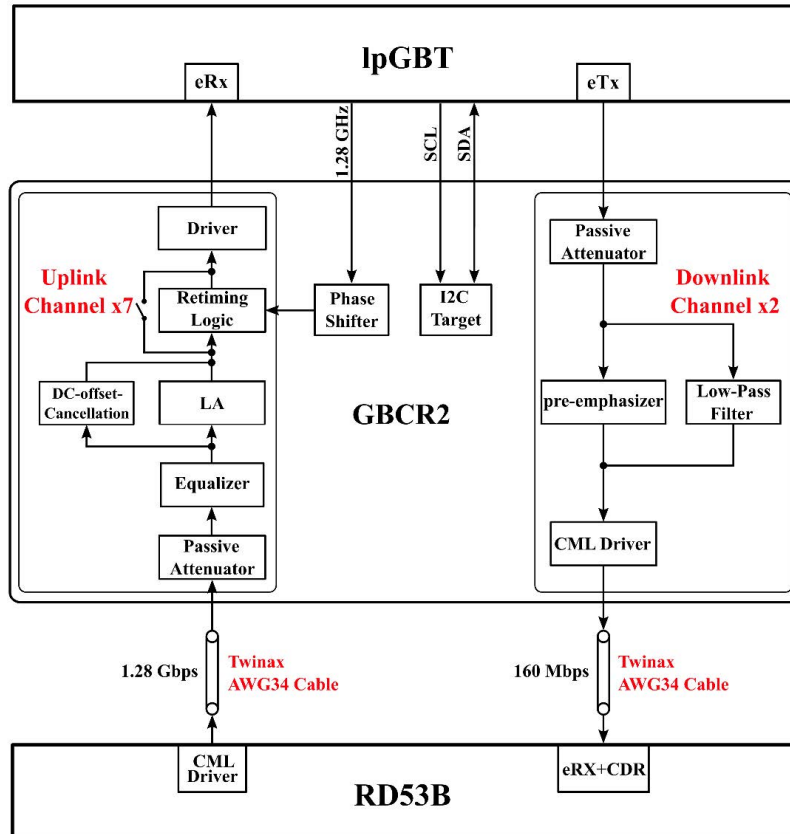 lpGBT
eRx
eTx
1.28 GHz
SCL
SDA
Driver
Passive
Attenuator
Uplink
Channel x7
Retiming
Logic
Phase
Shifter
I2C
Target
Downlink
Channel x2
DC-offset-
Cancellation
LA
GBCR2
pre-emphasizer
Low-Pass
Filter
Equalizer
Passive
Attenuator
CML Driver
1.28 Gbps
Twinax
AWG34 Cable
160 Mbps
Twinax
AWG34 Cable
CML
Driver
eRX+CDR
RD53B